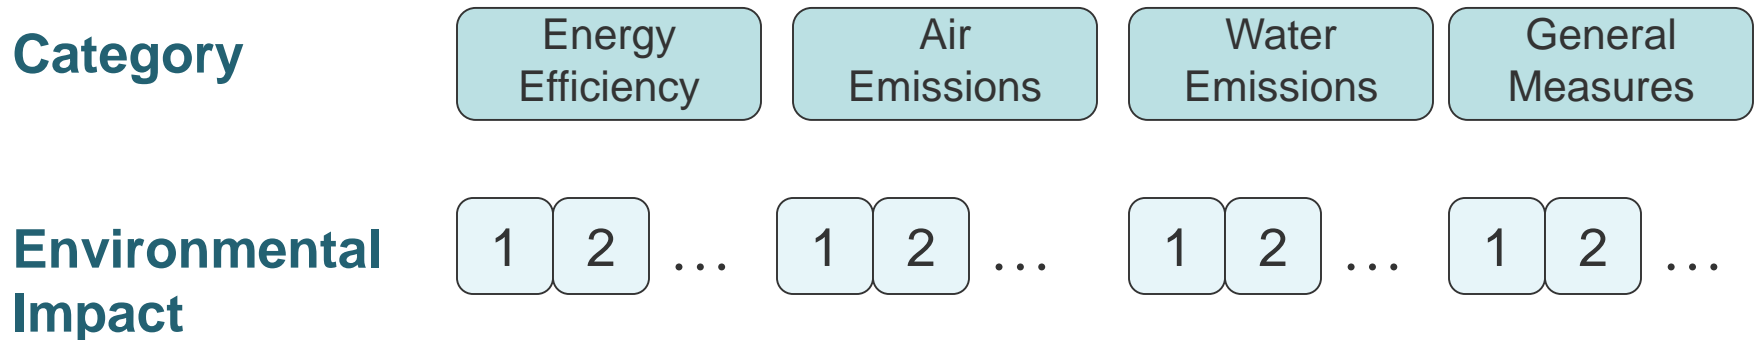 Category
Energy
Efficiency
Air
Emissions
Water
Emissions
General
Measures
Environmental
Impact
1 2 ... 1 2 ... 1 2 ... 1 2 ...